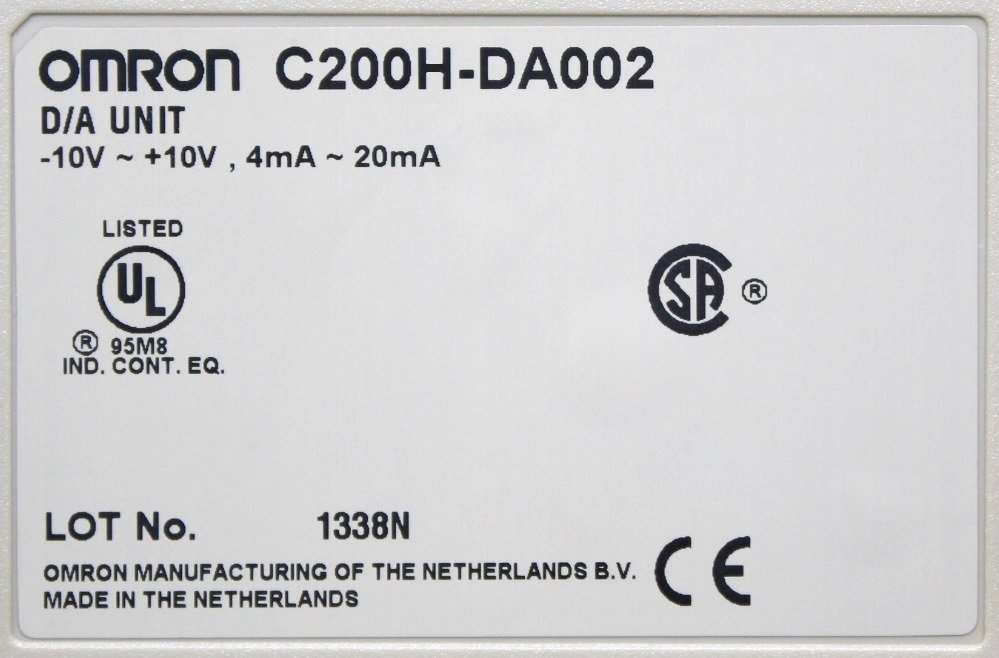 OMRON C200H-DA002
D/A UNIT
-10V ~ +10V , 4mA ~ 20mA
LISTED
UL
® 95M8
IND. CONT. EQ.
CSA ®
LOT No. 1338N
OMRON MANUFACTURING OF THE NETHERLANDS B.V.
MADE IN THE NETHERLANDS
CE